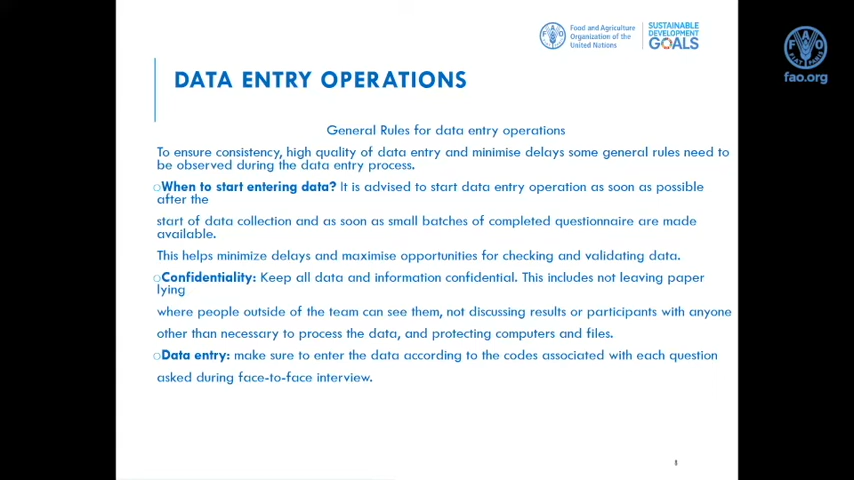 Food and Agriculture
Organization of the
United Nations
SUSTAINABLE
DEVELOPMENT
GOALS
FAO
FIAT PANIS
fao.org
DATA ENTRY OPERATIONS
General Rules for data entry operations
To ensure consistency, high quality of data entry and minimise delays some general rules need to
be observed during the data entry process.
When to start entering data? It is advised to start data entry operation as soon as possible
after the
start of data collection and as soon as small batches of completed questionnaire are made
available.
This helps minimize delays and maximise opportunities for checking and validating data.
Confidentiality: Keep all data and information confidential. This includes not leaving paper
lying
where people outside of the team can see them, not discussing results or participants with anyone
other than necessary to process the data, and protecting computers and files.
Data entry: make sure to enter the data according to the codes associated with each question
asked during face-to-face interview.
8